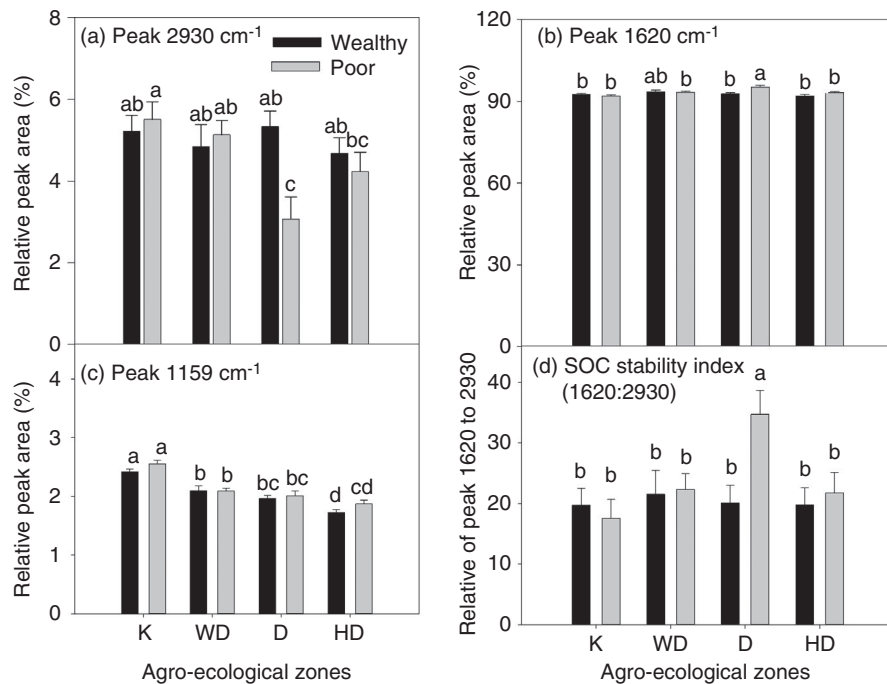 (a) Peak 2930 cm-1
Wealthy
Poor
Relative peak area (%)
8
6
4
2
0
ab a ab ab ab c ab bc
(b) Peak 1620 cm-1
Relative peak area (%)
120
90
60
30
0
b b ab b b a b b
(c) Peak 1159 cm-1
Relative peak area (%)
4
3
2
1
0
a a b b bc bc d cd
K WD D HD
Agro-ecological zones
(d) SOC stability index
(1620:2930)
Relative of peak 1620 to 2930
40
30
20
10
0
b b b b b a b b
K WD D HD
Agro-ecological zones